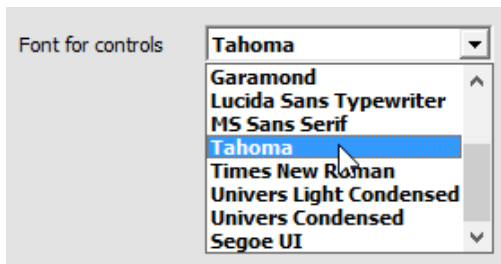 Font for controls Tahoma
Garamond
Lucida Sans Typewriter
MS Sans Serif
Tahoma
Times New Roman
Univers Light Condensed
Univers Condensed
Segoe UI